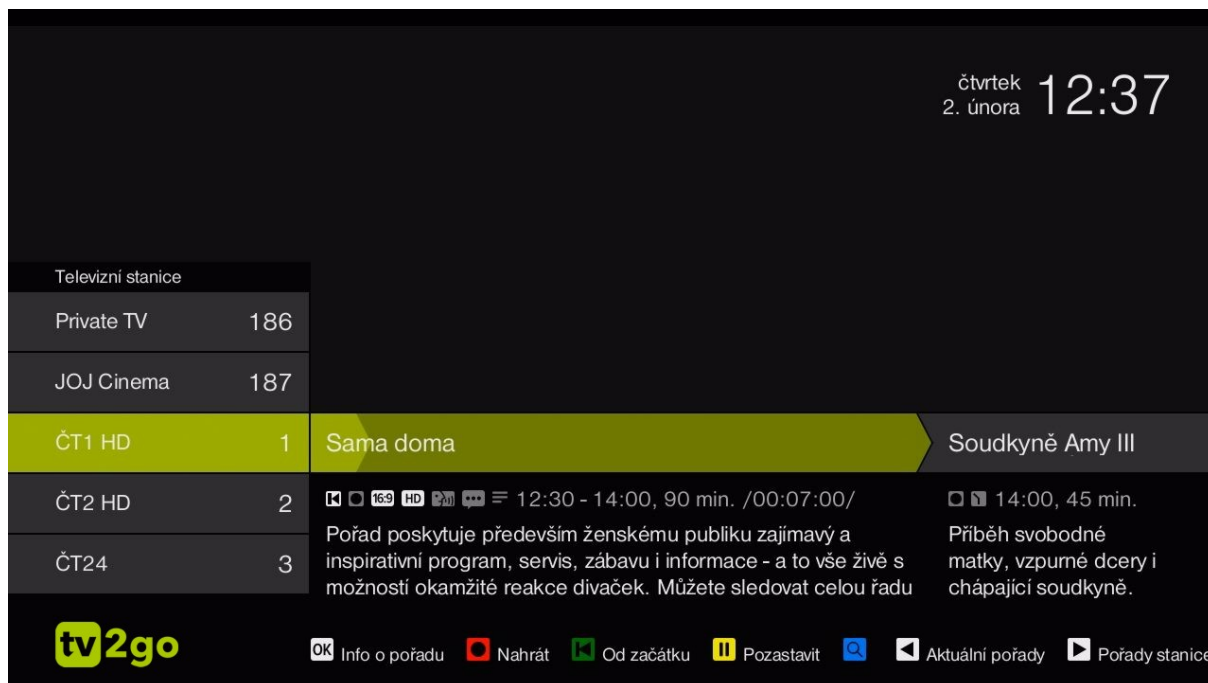 čtvrtek
2. února
12:37
Televizní stanice
Private TV 186
JOJ Cinema 187
ČT1 HD 1
Sama doma
Soudkyně Amy III
ČT2 HD 2
16:9 HD 12:30 - 14:00, 90 min. /00:07:00/
14:00, 45 min.
Pořad poskytuje především ženskému publiku zajímavý a
inspirativní program, servis, zábavu i informace - a to vše živě s
možností okamžité reakce divaček. Můžete sledovat celou řadu
Příběh svobodné
matky, vzpurné dcery i
chápající soudkyně.
ČT24 3
tv2go
OK Info o pořadu Nahrát Od začátku Pozastavit Aktuální pořady Pořady stanice